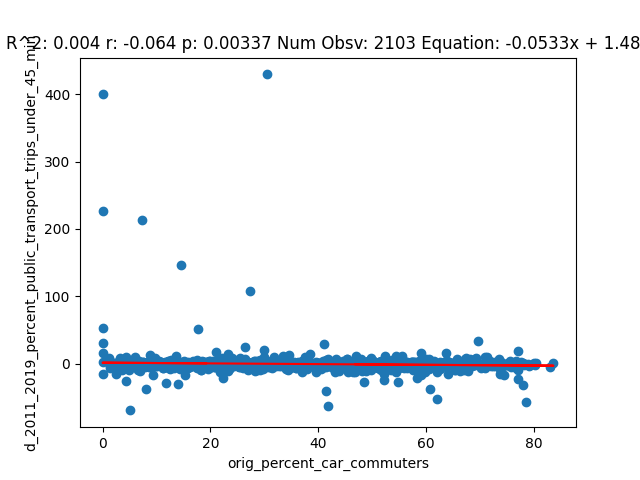 R^2: 0.004 r: -0.064 p: 0.00337 Num Obsv: 2103 Equation: -0.0533x + 1.48
d_2011_2019_percent_public_transport_trips_under_45_min
400
300
200
100
0
0 20 40 60 80
orig_percent_car_commuters